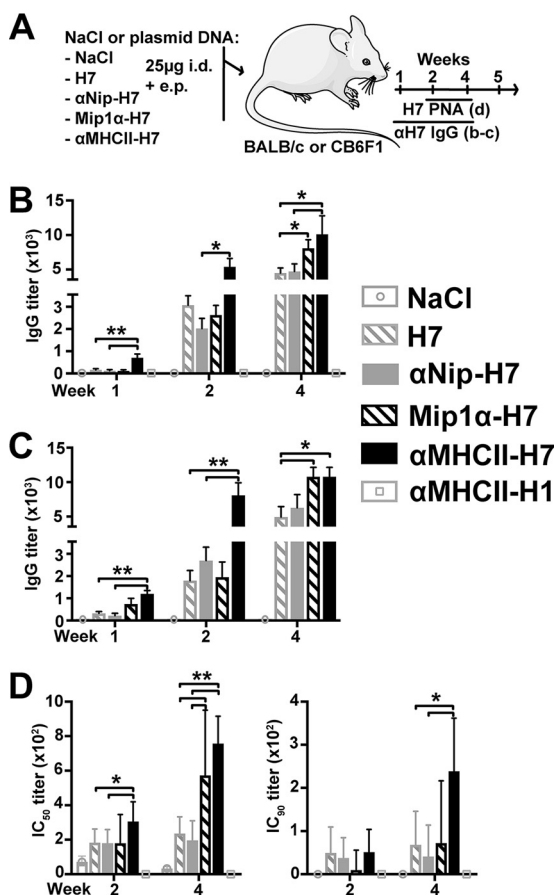 A
NaCl or plasmid DNA:
- NaCl
- H7
- αNip-H7
- Mip1α-H7
- αMHCII-H7
25µg i.d.
+ e.p.
BALB/c or CB6F1
Weeks
1 2 4 5
H7 PNA (d)
αH7 IgG (b-c)
B
IgG titer (x10³)
15
10
5
3
2
1
0
**
*
*
*
Week 1 2 4
NaCl
H7
αNip-H7
Mip1α-H7
αMHCII-H7
αMHCII-H1
C
IgG titer (x10³)
15
10
5
3
2
1
0
**
**
*
Week 1 2 4
D
IC50 titer (x10²)
10
8
6
4
2
0
*
**
Week 2 4
IC90 titer (x10²)
4
3
2
1
0
*
2 4